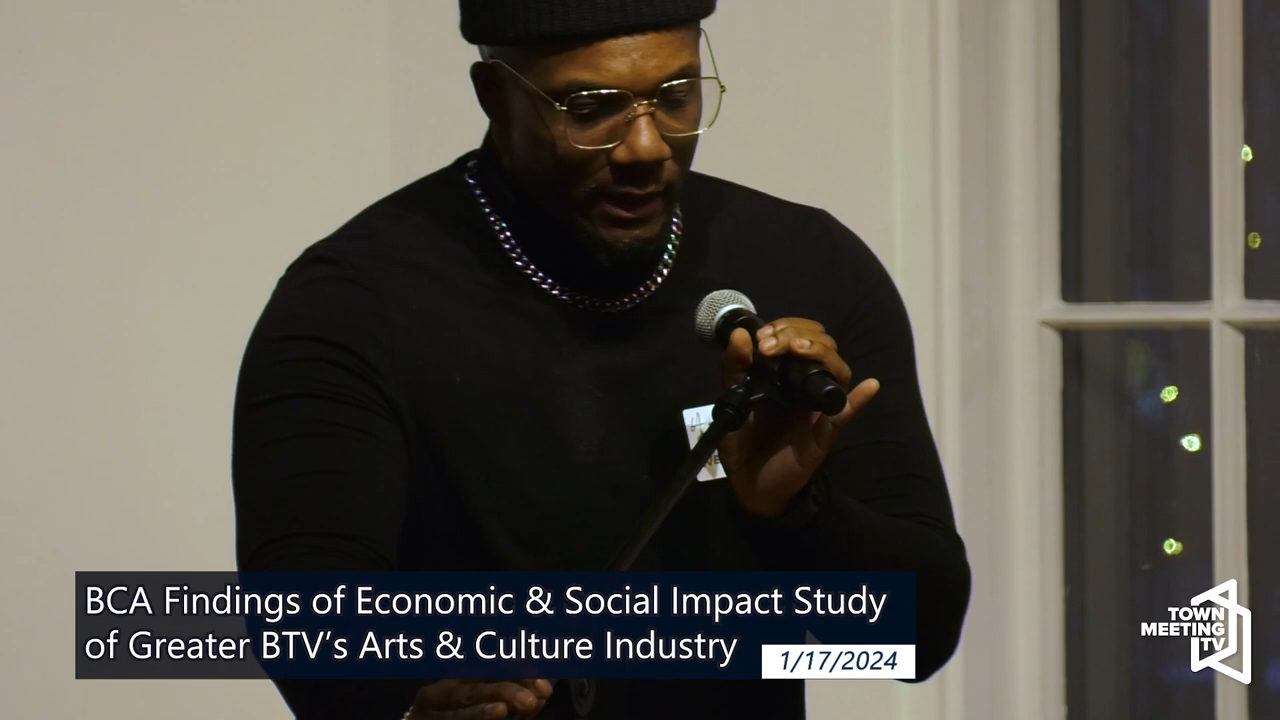 BCA Findings of Economic & Social Impact Study
of Greater BTV's Arts & Culture Industry
1/17/2024
TOWN
MEETING
TV